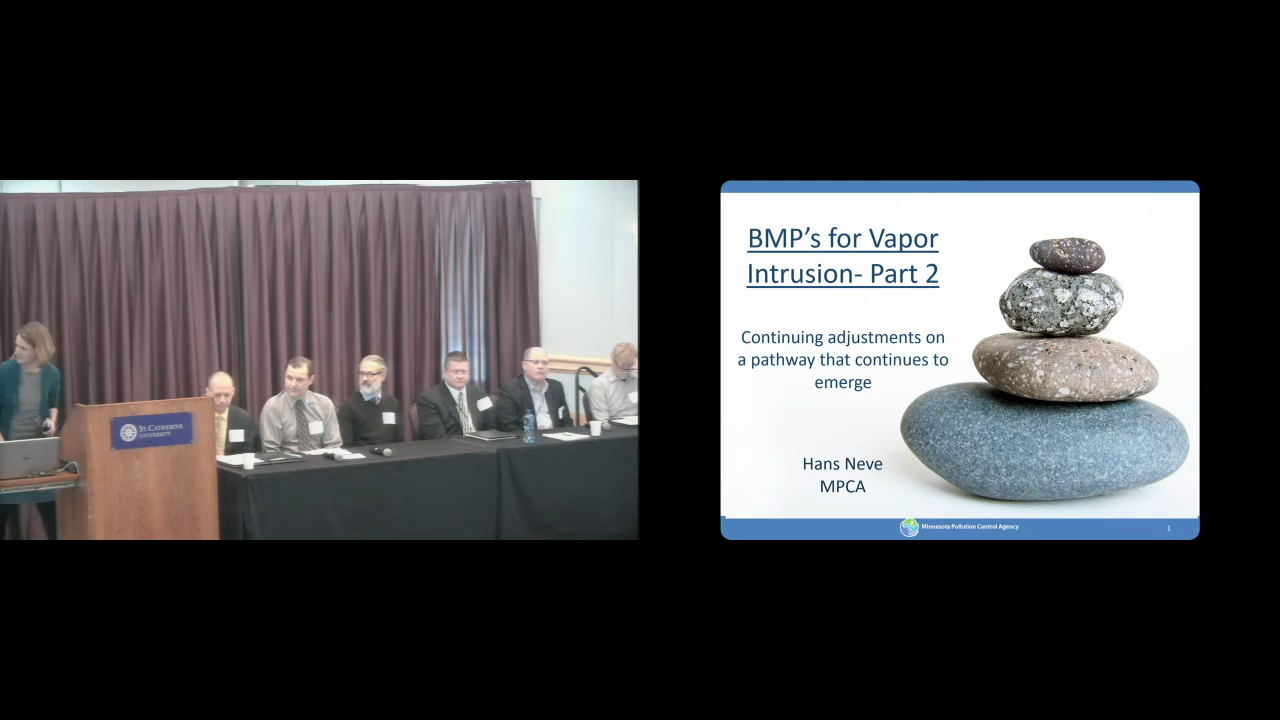 ST. CATHERINE
UNIVERSITY
BMP's for Vapor
Intrusion- Part 2
Continuing adjustments on
a pathway that continues to
emerge
Hans Neve
MPCA
Minnesota Pollution Control Agency
1